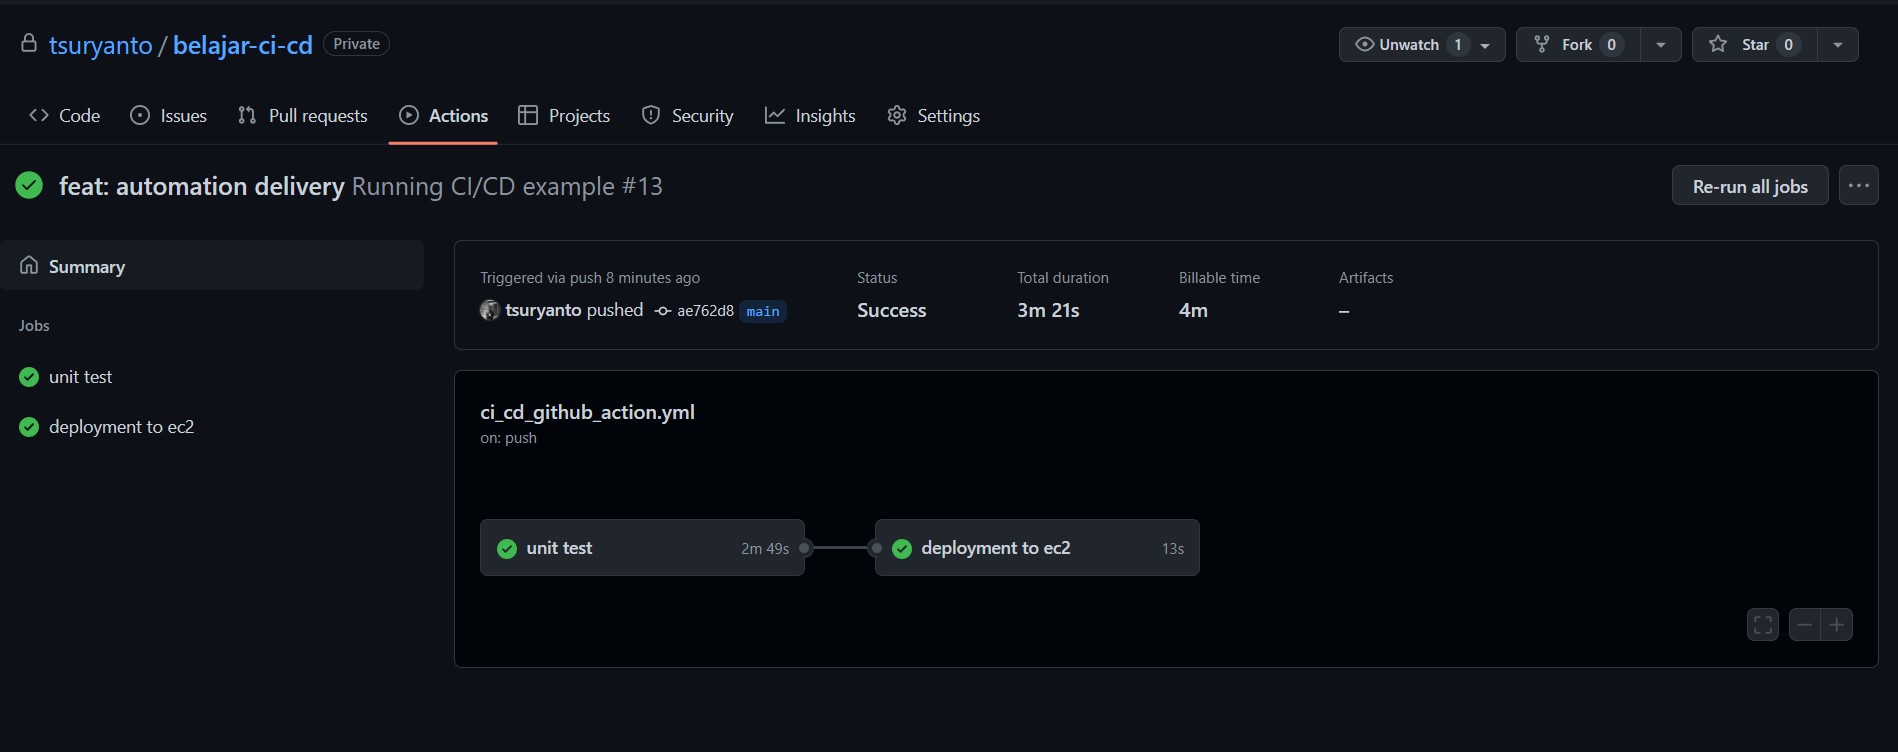 tsuryanto / belajar-ci-cd Private
Unwatch 1
Fork 0
Star 0
Code
Issues
Pull requests
Actions
Projects
Security
Insights
Settings
feat: automation delivery Running CI/CD example #13
Re-run all jobs
Summary
Jobs
unit test
deployment to ec2
Triggered via push 8 minutes ago
tsuryanto pushed ae762d8 main
Status
Success
Total duration
3m 21s
Billable time
4m
Artifacts
–
ci_cd_github_action.yml
on: push
unit test 2m 49s
deployment to ec2 13s